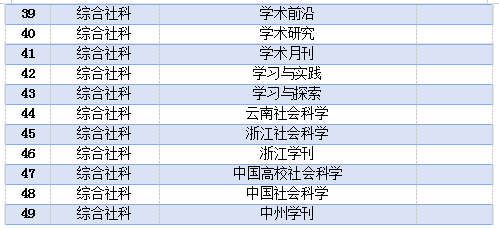 39 综合社科 学术前沿
40 综合社科 学术研究
41 综合社科 学术月刊
42 综合社科 学习与实践
43 综合社科 学习与探索
44 综合社科 云南社会科学
45 综合社科 浙江社会科学
46 综合社科 浙江学刊
47 综合社科 中国高校社会科学
48 综合社科 中国社会科学
49 综合社科 中州学刊